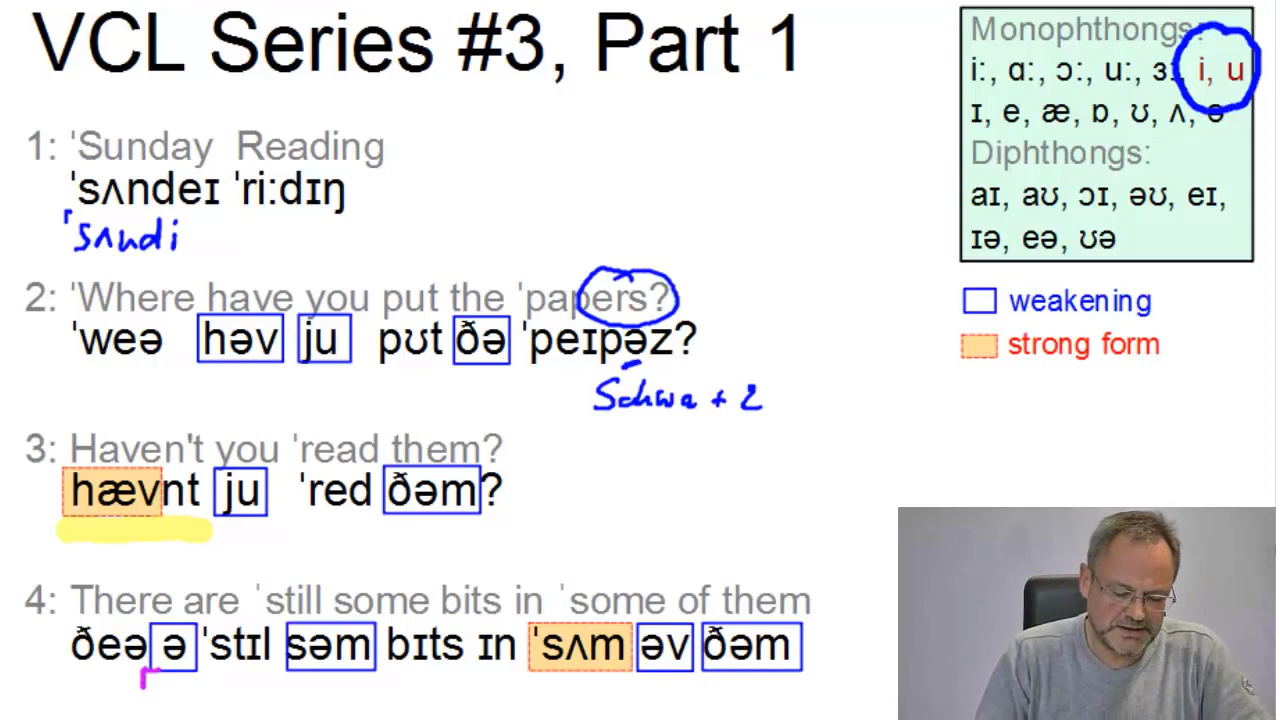 VCL Series #3, Part 1
1: ˈSunday Reading
ˈsʌndeɪ ˈriːdɪŋ
ˈsʌndi
2: ˈWhere have you put the ˈpapers?
ˈweə həv ju pʊt ðə ˈpeɪpəz?
Schwa + z
3: Haven't you ˈread them?
hævnt ju ˈred ðəm?
4: There are ˈstill some bits in ˈsome of them
ðeə ə ˈstɪl səm bɪts ɪn ˈsʌm əv ðəm
Monophthongs:
iː, ɑː, ɔː, uː, ɜː, i, u
ɪ, e, æ, ɒ, ʊ, ʌ, ə
Diphthongs:
aɪ, aʊ, ɔɪ, əʊ, eɪ,
ɪə, eə, ʊə
weakening
strong form